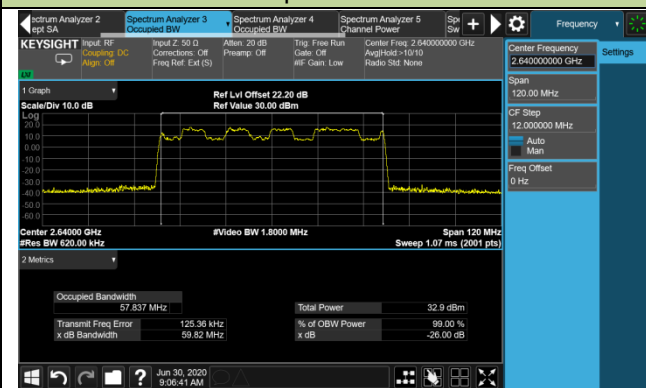 ectrum Analyzer 2
ept SA
Spectrum Analyzer 3
Occupied BW
Spectrum Analyzer 4
Occupied BW
Spectrum Analyzer 5
Channel Power
Sp
Sw
Frequency
KEYSIGHT
Input: RF
Coupling: DC
Align: Off
Input Z: 50 Ω
Corrections: Off
Freq Ref: Ext (S)
Atten: 20 dB
Preamp: Off
Trig: Free Run
Gate: Off
#IF Gain: Low
Center Freq: 2.640000000 GHz
Avg|Hold:>10/10
Radio Std: None
LXI
1 Graph
Scale/Div 10.0 dB
Ref Lvl Offset 22.20 dB
Ref Value 30.00 dBm
Log
20.0
10.0
0.00
-10.0
-20.0
-30.0
-40.0
-50.0
-60.0
Center 2.64000 GHz
#Res BW 620.00 kHz
#Video BW 1.8000 MHz
Span 120 MHz
Sweep 1.07 ms (2001 pts)
2 Metrics
Occupied Bandwidth
57.837 MHz
Total Power 32.9 dBm
Transmit Freq Error 125.36 kHz
% of OBW Power 99.00 %
x dB Bandwidth 59.82 MHz
x dB -26.00 dB
Jun 30, 2020
9:06:41 AM
Center Frequency
2.640000000 GHz
Settings
Span
120.00 MHz
CF Step
12.000000 MHz
Auto
Man
Freq Offset
0 Hz